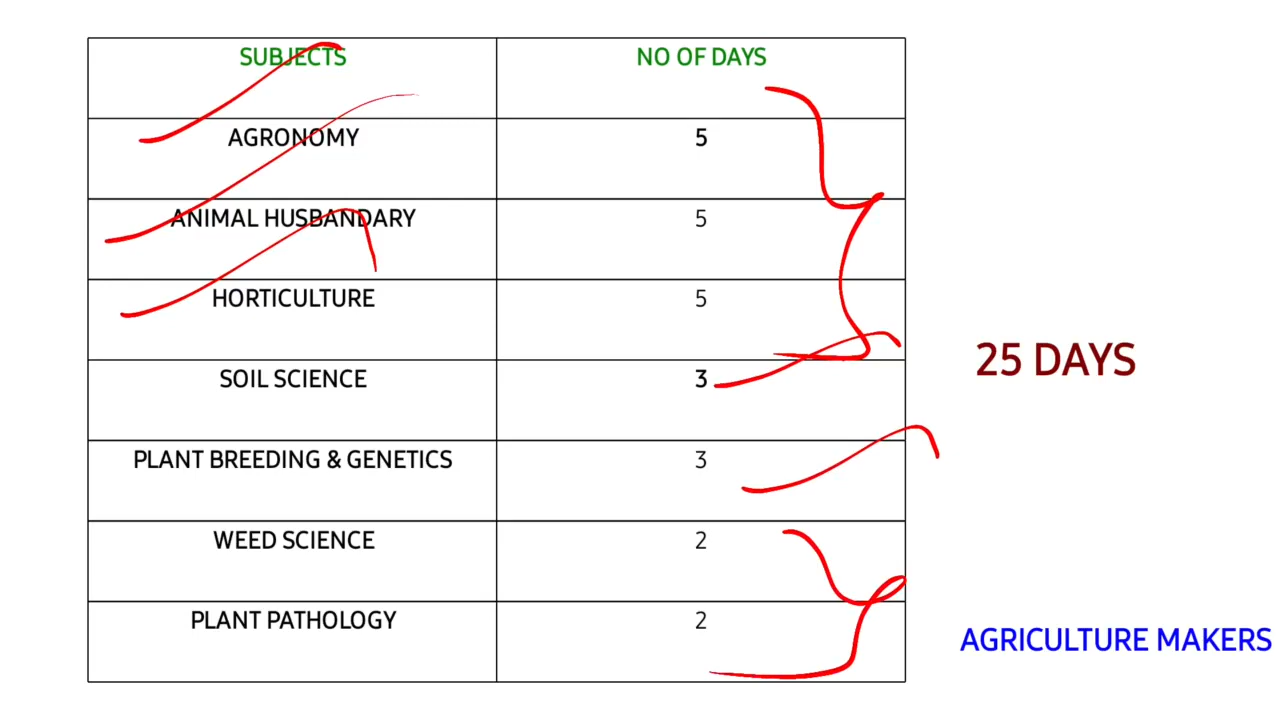 SUBJECTS NO OF DAYS
AGRONOMY 5
ANIMAL HUSBANDARY 5
HORTICULTURE 5
SOIL SCIENCE 3
25 DAYS
PLANT BREEDING & GENETICS 3
WEED SCIENCE 2
PLANT PATHOLOGY 2
AGRICULTURE MAKERS